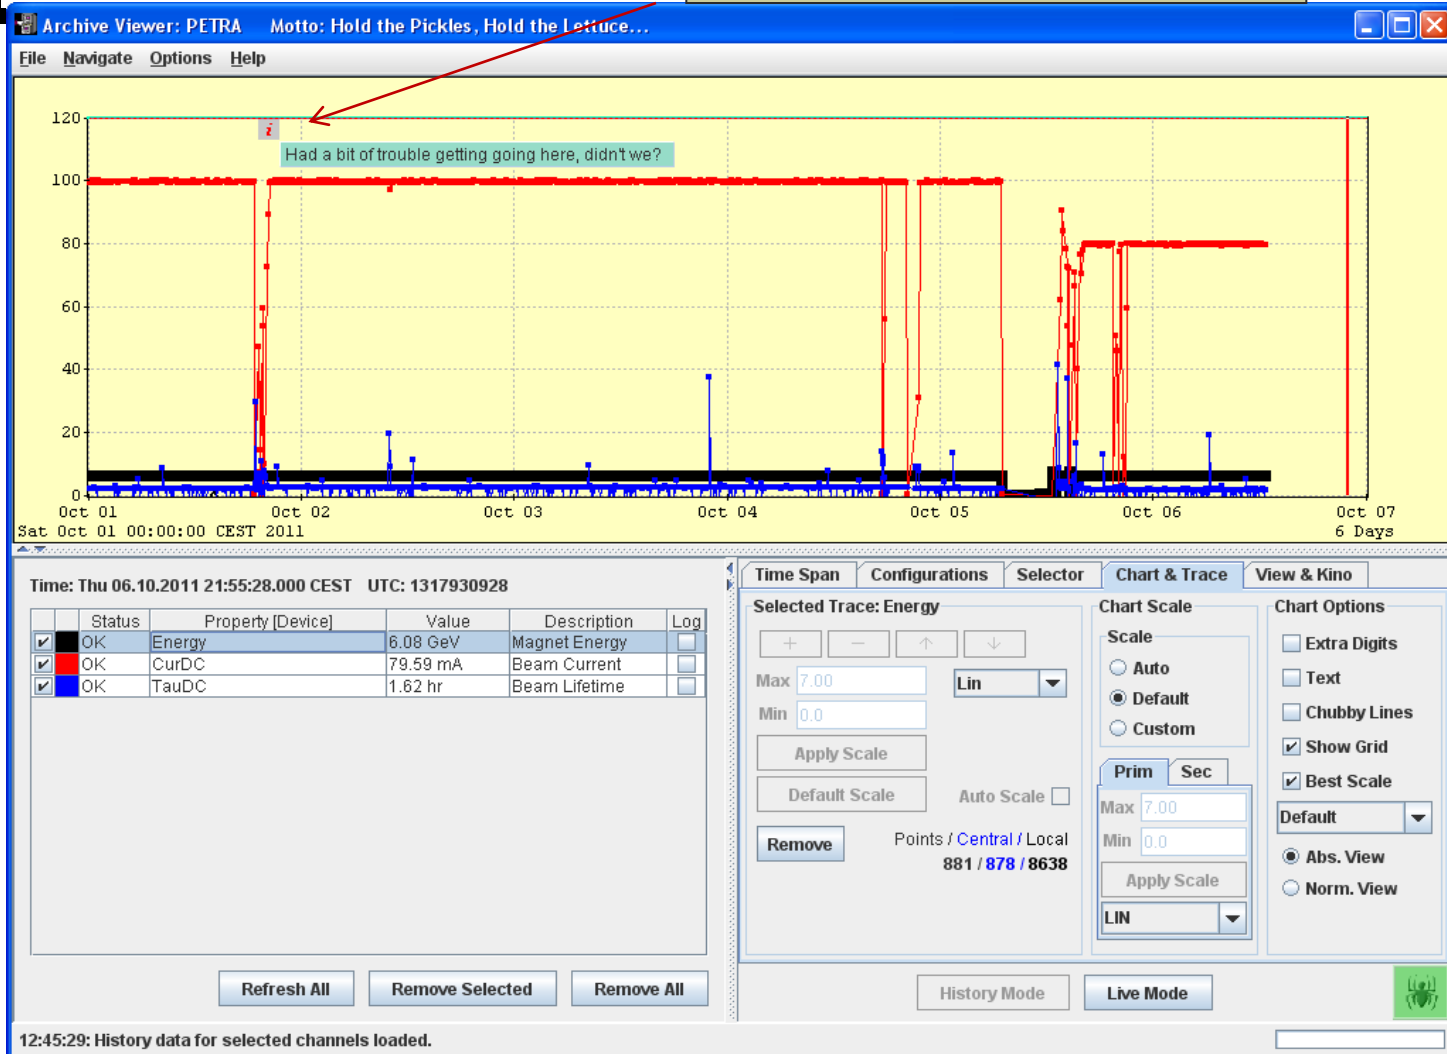 Archive Viewer: PETRA Motto: Hold the Pickles, Hold the Lettuce...
File Navigate Options Help
120
i
Had a bit of trouble getting going here, didn't we?
100
80
60
40
20
0
Oct 01 Oct 02 Oct 03 Oct 04 Oct 05 Oct 06 Oct 07
Sat Oct 01 00:00:00 CEST 2011 6 Days
Time: Thu 06.10.2011 21:55:28.000 CEST UTC: 1317930928
Status Property [Device] Value Description Log
OK Energy 6.08 GeV Magnet Energy
OK CurDC 79.59 mA Beam Current
OK TauDC 1.62 hr Beam Lifetime
Refresh All Remove Selected Remove All
Time Span Configurations Selector Chart & Trace View & Kino
Selected Trace: Energy
+ − ↑ ↓
Max 7.00 Lin
Min 0.0
Apply Scale
Default Scale Auto Scale
Remove Points / Central / Local
881 / 878 / 8638
Chart Scale
Scale
Auto
Default
Custom
Prim Sec
Max 7.00
Min 0.0
Apply Scale
LIN
Chart Options
Extra Digits
Text
Chubby Lines
Show Grid
Best Scale
Default
Abs. View
Norm. View
History Mode Live Mode
12:45:29: History data for selected channels loaded.